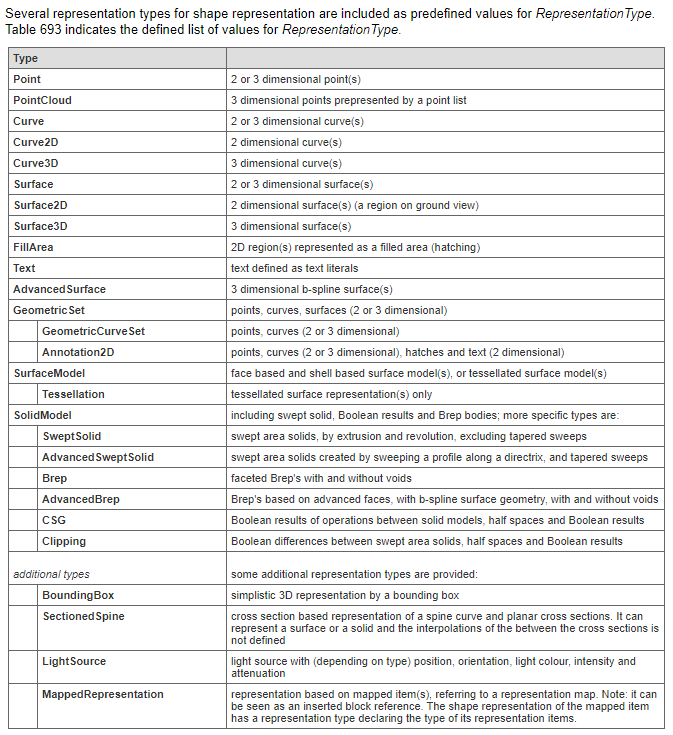 Several representation types for shape representation are included as predefined values for RepresentationType.
Table 693 indicates the defined list of values for RepresentationType.
Type
Point 2 or 3 dimensional point(s)
PointCloud 3 dimensional points prepresented by a point list
Curve 2 or 3 dimensional curve(s)
Curve2D 2 dimensional curve(s)
Curve3D 3 dimensional curve(s)
Surface 2 or 3 dimensional surface(s)
Surface2D 2 dimensional surface(s) (a region on ground view)
Surface3D 3 dimensional surface(s)
FillArea 2D region(s) represented as a filled area (hatching)
Text text defined as text literals
AdvancedSurface 3 dimensional b-spline surface(s)
GeometricSet points, curves, surfaces (2 or 3 dimensional)
GeometricCurveSet points, curves (2 or 3 dimensional)
Annotation2D points, curves (2 or 3 dimensional), hatches and text (2 dimensional)
SurfaceModel face based and shell based surface model(s), or tessellated surface model(s)
Tessellation tessellated surface representation(s) only
SolidModel including swept solid, Boolean results and Brep bodies; more specific types are:
SweptSolid swept area solids, by extrusion and revolution, excluding tapered sweeps
AdvancedSweptSolid swept area solids created by sweeping a profile along a directrix, and tapered sweeps
Brep faceted Brep's with and without voids
AdvancedBrep Brep's based on advanced faces, with b-spline surface geometry, with and without voids
CSG Boolean results of operations between solid models, half spaces and Boolean results
Clipping Boolean differences between swept area solids, half spaces and Boolean results
additional types some additional representation types are provided:
BoundingBox simplistic 3D representation by a bounding box
SectionedSpine cross section based representation of a spine curve and planar cross sections. It can
represent a surface or a solid and the interpolations of the between the cross sections is
not defined
LightSource light source with (depending on type) position, orientation, light colour, intensity and
attenuation
MappedRepresentation representation based on mapped item(s), referring to a representation map. Note: it can
be seen as an inserted block reference. The shape representation of the mapped item
has a representation type declaring the type of its representation items.